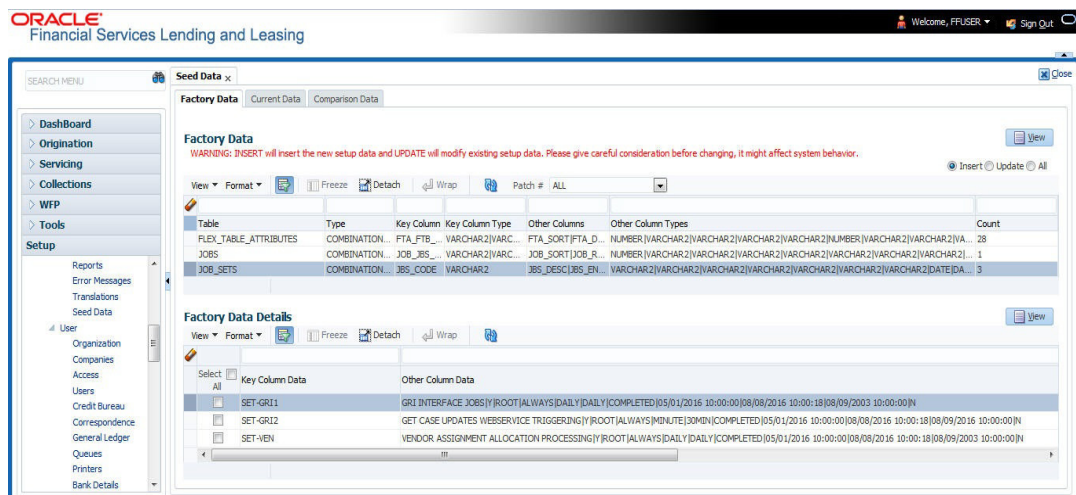 ORACLE
Financial Services Lending and Leasing
Welcome, FFUSER
Sign Out
SEARCH MENU
DashBoard
Origination
Servicing
Collections
WFP
Tools
Setup
Reports
Error Messages
Translations
Seed Data
User
Organization
Companies
Access
Users
Credit Bureau
Correspondence
General Ledger
Queues
Printers
Bank Details
Seed Data x
Close
Factory Data Current Data Comparison Data
Factory Data
View
WARNING: INSERT will insert the new setup data and UPDATE will modify existing setup data. Please give careful consideration before changing, it might affect system behavior.
Insert Update All
View Format Freeze Detach Wrap Patch # ALL
Table Type Key Column Key Column Type Other Columns Other Column Types Count
FLEX_TABLE_ATTRIBUTES COMBINATION... FTA_FTB_... VARCHAR2|VARC... FTA_SORT|FTA_D... NUMBER|VARCHAR2|VARCHAR2|VARCHAR2|VARCHAR2|NUMBER|VARCHAR2|VARCHAR2|VA... 28
JOBS COMBINATION... JOB_JBS_... VARCHAR2|VARC... JOB_SORT|JOB_R... NUMBER|VARCHAR2|VARCHAR2|VARCHAR2|VARCHAR2|VARCHAR2|VARCHAR2|VARCHAR2|... 1
JOB_SETS COMBINATION... JBS_CODE VARCHAR2 JBS_DESC|JBS_EN... VARCHAR2|VARCHAR2|VARCHAR2|VARCHAR2|VARCHAR2|VARCHAR2|VARCHAR2|DATE|DA... 3
Factory Data Details
View
View Format Freeze Detach Wrap
Select All Key Column Data Other Column Data
SET-GRI1 GRI INTERFACE JOBS|Y|ROOT|ALWAYS|DAILY|DAILY|COMPLETED|05/01/2016 10:00:00|08/08/2016 10:00:18|08/09/2003 10:00:00|N
SET-GRI2 GET CASE UPDATES WEBSERVICE TRIGGERING|Y|ROOT|ALWAYS|MINUTE|30MIN|COMPLETED|05/01/2016 10:00:00|08/08/2016 10:00:18|08/09/2003 10:00:00|N
SET-VEN VENDOR ASSIGNMENT ALLOCATION PROCESSING|Y|ROOT|ALWAYS|DAILY|DAILY|COMPLETED|05/01/2016 10:00:00|08/08/2016 10:00:18|08/09/2003 10:00:00|N